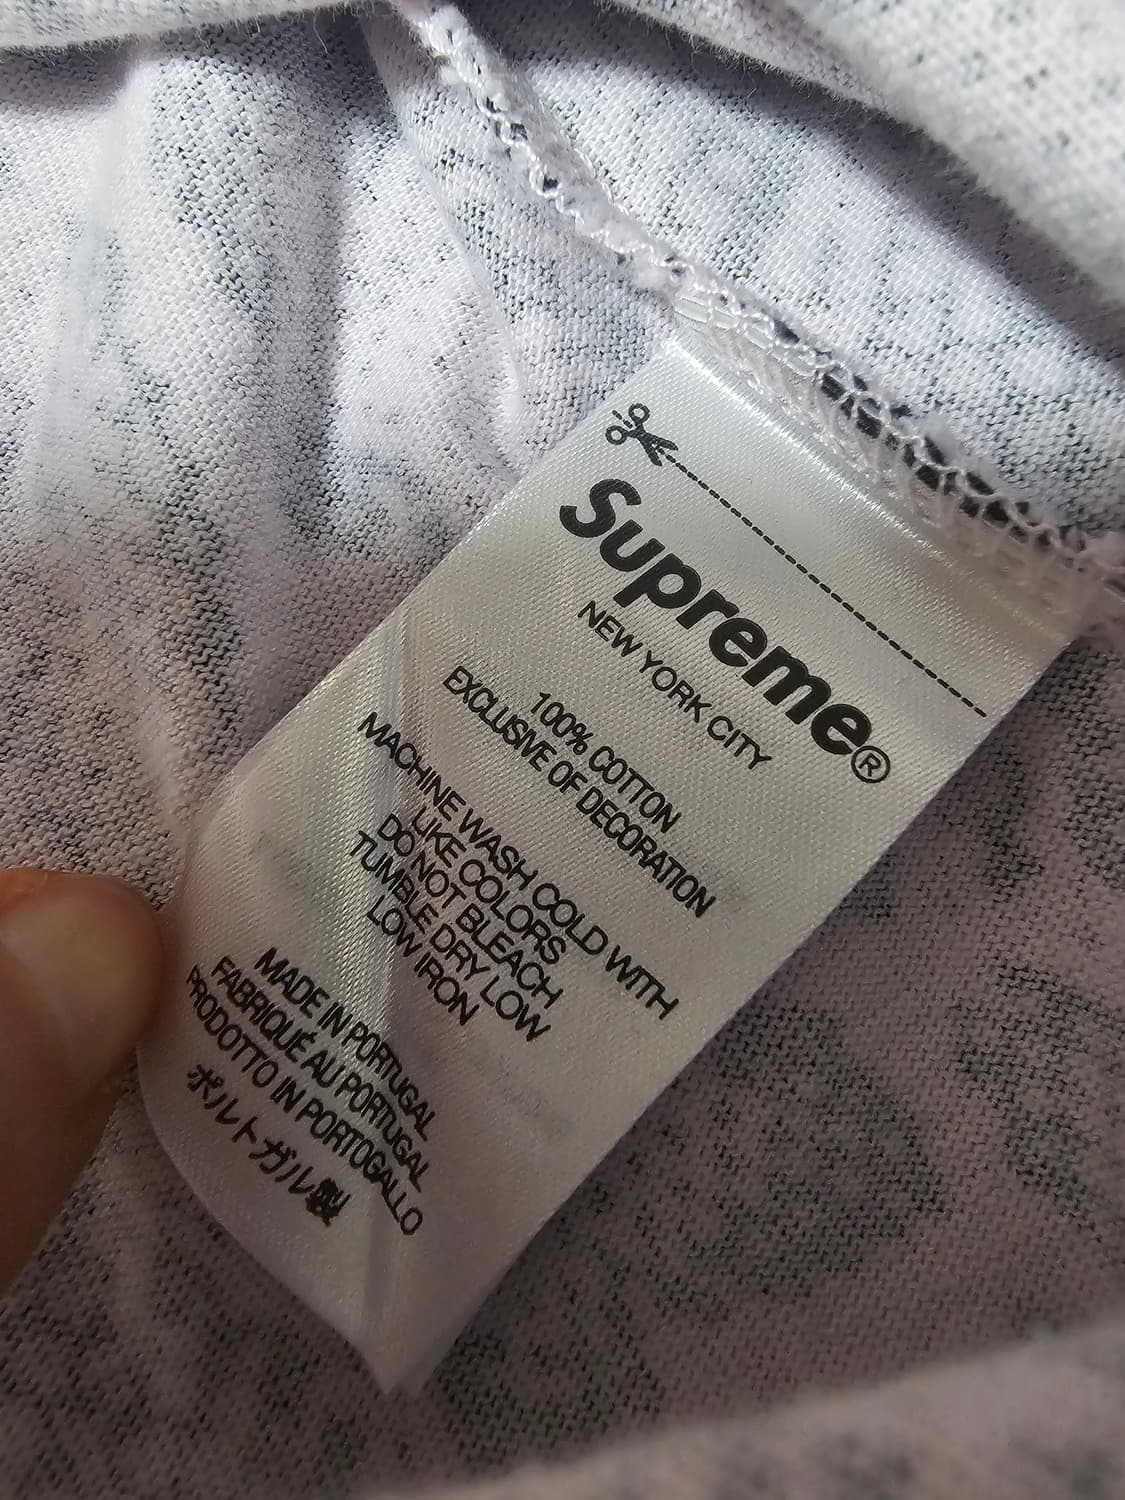 Supreme®
NEW YORK CITY
100% COTTON
EXCLUSIVE OF DECORATION
MACHINE WASH COLD WITH
LIKE COLORS
DO NOT BLEACH
TUMBLE DRY LOW
LOW IRON
MADE IN PORTUGAL
FABRIQUÉ AU PORTUGAL
PRODOTTO IN PORTOGALLO
ポルトガル製